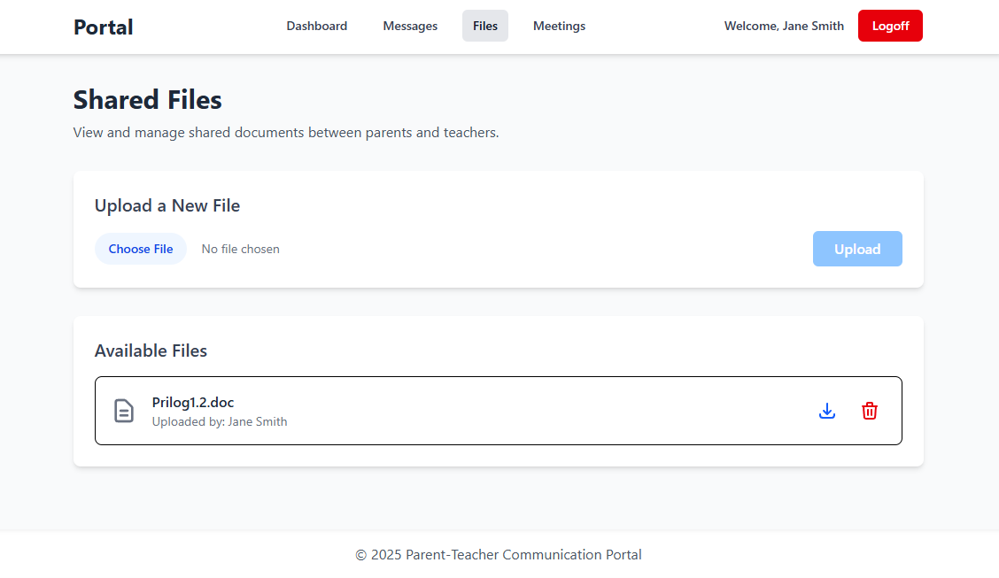 Portal
Dashboard
Messages
Files
Meetings
Welcome, Jane Smith
Logoff
Shared Files
View and manage shared documents between parents and teachers.
Upload a New File
Choose File
No file chosen
Upload
Available Files
Prilog1.2.doc
Uploaded by: Jane Smith
© 2025 Parent-Teacher Communication Portal